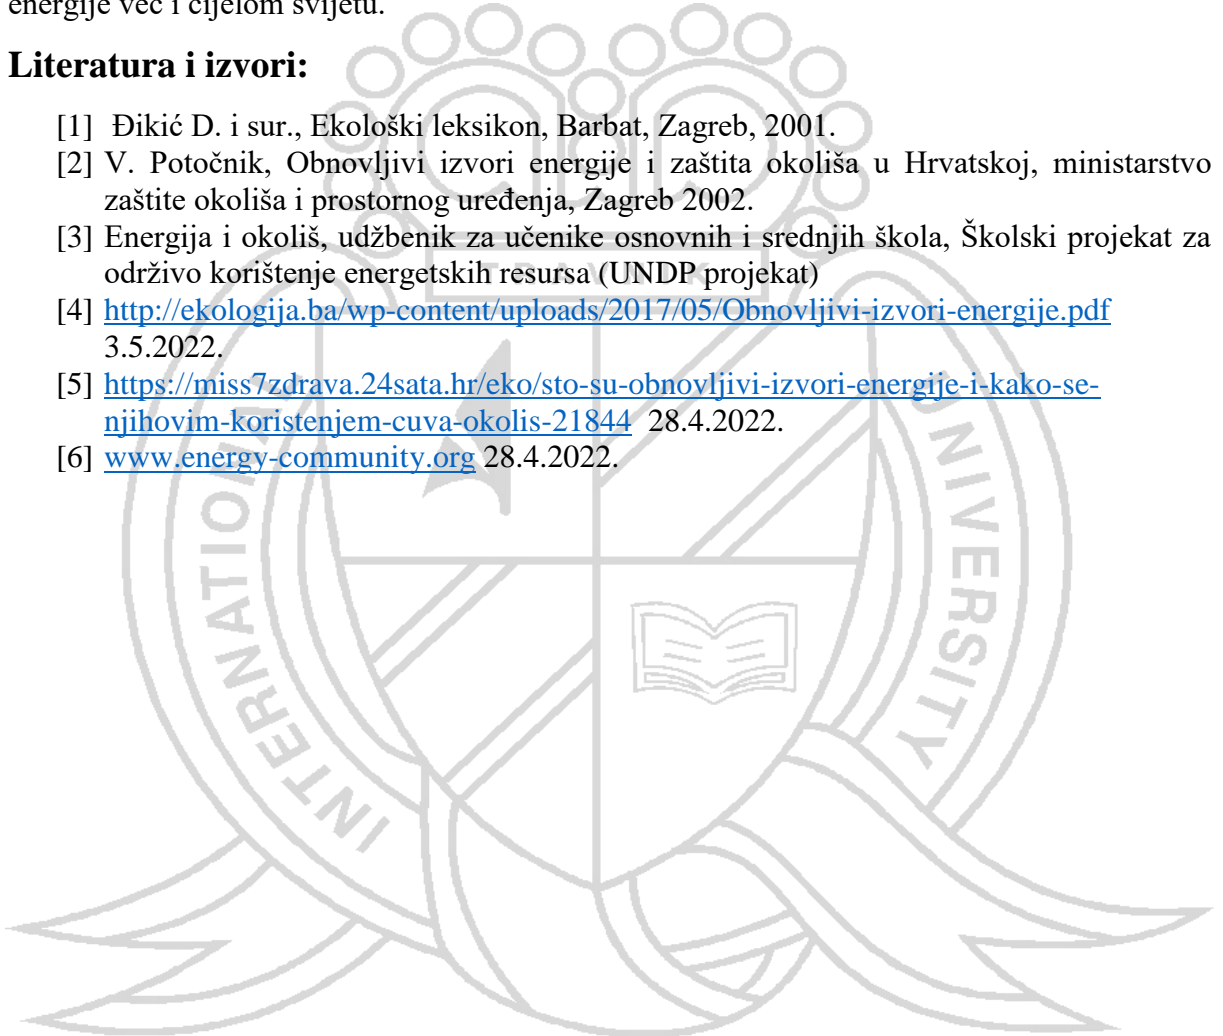 energije već i cijelom svijetu.
Literatura i izvori:
[1] Đikić D. i sur., Ekološki leksikon, Barbat, Zagreb, 2001.
[2] V. Potočnik, Obnovljivi izvori energije i zaštita okoliša u Hrvatskoj, ministarstvo
zaštite okoliša i prostornog uređenja, Zagreb 2002.
[3] Energija i okoliš, udžbenik za učenike osnovnih i srednjih škola, Školski projekat za
održivo korištenje energetskih resursa (UNDP projekat)
[4] http://ekologija.ba/wp-content/uploads/2017/05/Obnovljivi-izvori-energije.pdf
3.5.2022.
[5] https://miss7zdrava.24sata.hr/eko/sto-su-obnovljivi-izvori-energije-i-kako-se-
njihovim-koristenjem-cuva-okolis-21844 28.4.2022.
[6] www.energy-community.org 28.4.2022.
TRAVNIK
INTERNATIONAL
UNIVERSITY